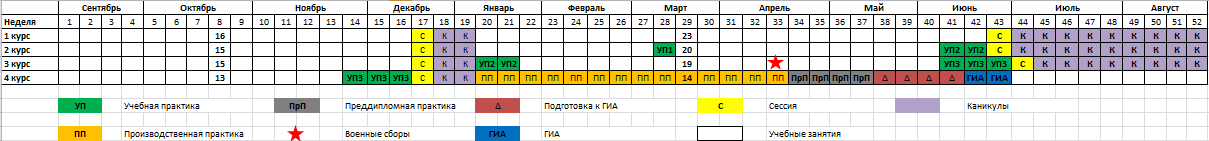 Сентябрь Октябрь Ноябрь Декабрь Январь Февраль Март Апрель Май Июнь Июль Август
Неделя 1 2 3 4 5 6 7 8 9 10 11 12 13 14 15 16 17 18 19 20 21 22 23 24 25 26 27 28 29 30 31 32 33 34 35 36 37 38 39 40 41 42 43 44 45 46 47 48 49 50 51 52
1 курс 16 С К К 23 С К К К К К К К К К
2 курс 15 С К К УП1 20 УП2 УП2 С К К К К К К К К К
3 курс 15 С К К УП2 УП2 19 УП3 УП3 УП3 С К К К К К К К К
4 курс 13 УП3 УП3 УП3 С К К ПП ПП ПП ПП ПП ПП ПП ПП ПП 14 ПП ПП ПП ПП ПрП ПрП ПрП ПрП Δ Δ Δ Δ ГИА ГИА
УП Учебная практика ПрП Преддипломная практика Δ Подготовка к ГИА С Сессия Каникулы
ПП Производственная практика Военные сборы ГИА ГИА Учебные занятия